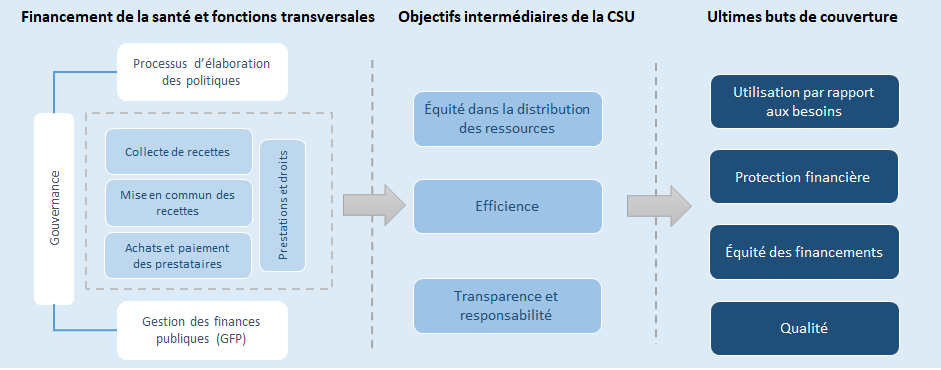 Financement de la santé et fonctions transversales
Processus d'élaboration
des politiques
Gouvernance
Collecte de recettes
Mise en commun des
recettes
Achats et paiement
des prestataires
Prestations et droits
Gestion des finances
publiques (GFP)
Objectifs intermédiaires de la CSU
Équité dans la distribution
des ressources
Efficience
Transparence et
responsabilité
Ultimes buts de couverture
Utilisation par rapport
aux besoins
Protection financière
Équité des financements
Qualité